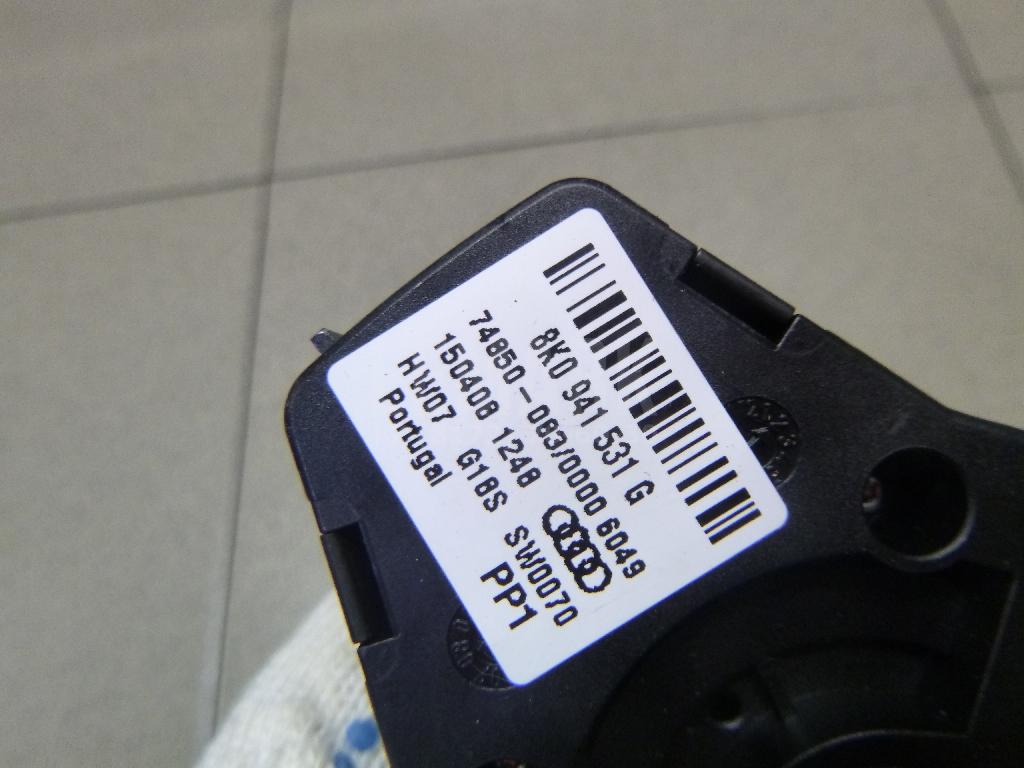 8K0 941 531 G
74850-083/0000 6049
150408 1248
HW07 G18S SW0070
Portugal PP1